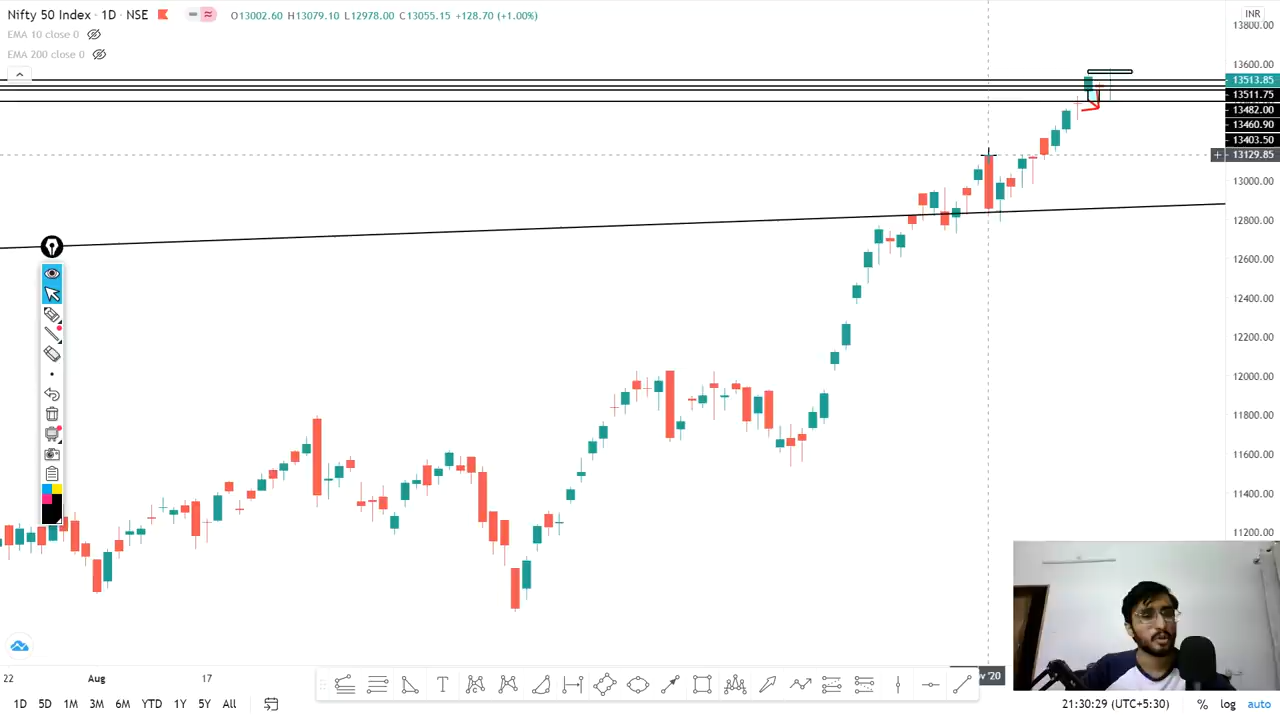 Nifty 50 Index · 1D · NSE
O13002.60 H13079.10 L12978.00 C13055.15 +128.70 (+1.00%)
EMA 10 close 0
EMA 200 close 0
INR
13800.00
13600.00
13513.85
13511.75
13482.00
13460.90
13403.50
13129.85
13000.00
12800.00
12600.00
12400.00
12200.00
12000.00
11800.00
11600.00
11400.00
11200.00
22
Aug
17
'20
T
1D 5D 1M 3M 6M YTD 1Y 5Y All
21:30:29 (UTC+5:30)
% log auto